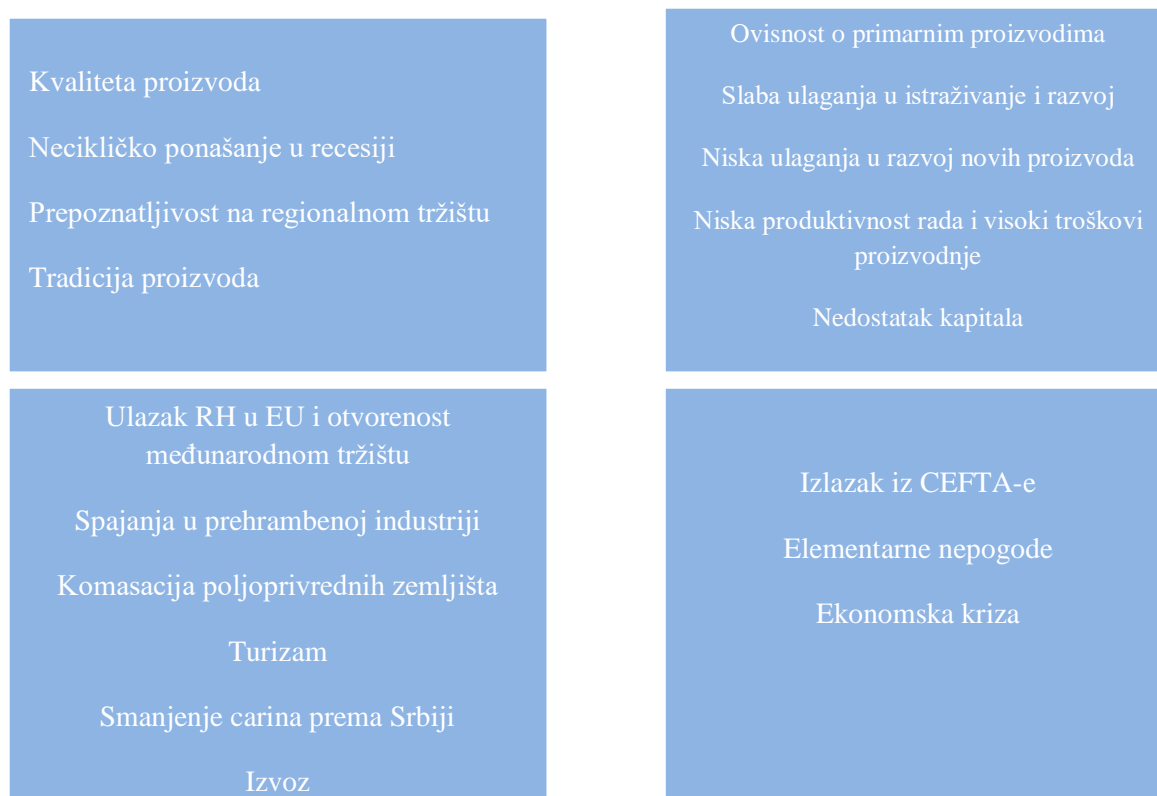 Kvaliteta proizvoda
Necikličko ponašanje u recesiji
Prepoznatljivost na regionalnom tržištu
Tradicija proizvoda
Ovisnost o primarnim proizvodima
Slaba ulaganja u istraživanje i razvoj
Niska ulaganja u razvoj novih proizvoda
Niska produktivnost rada i visoki troškovi
proizvodnje
Nedostatak kapitala
Ulazak RH u EU i otvorenost
međunarodnom tržištu
Spajanja u prehrambenoj industriji
Komasacija poljoprivrednih zemljišta
Turizam
Smanjenje carina prema Srbiji
Izvoz
Izlazak iz CEFTA-e
Elementarne nepogode
Ekonomska kriza